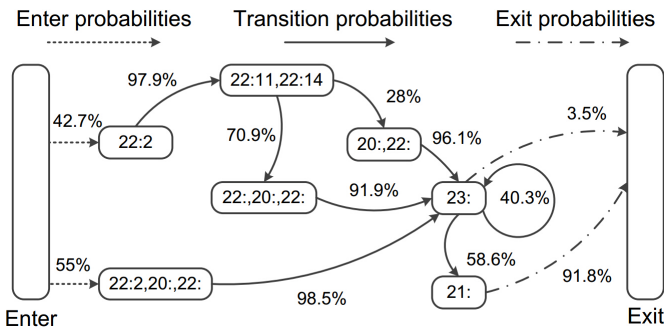 Enter probabilities Transition probabilities Exit probabilities
97.9% 22:11,22:14
28% 3.5%
42.7% 70.9%
22:2 20:,22: 96.1%
91.9%
22:,20:,22: 23: 40.3%
55% 58.6%
22:2,20:,22: 91.8%
98.5% 21:
Enter Exit